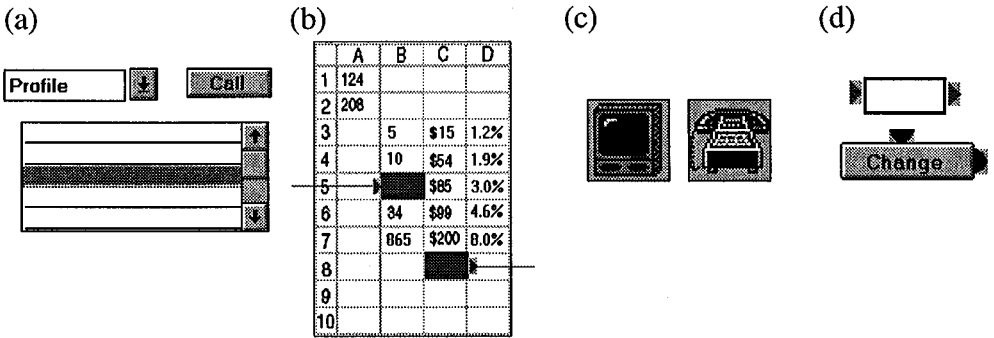 (a)
(b)
(c)
(d)
Profile
Call
A B C D
1 124
2 208
3 5 $15 1.2%
4 10 $54 1.9%
5 $85 3.0%
6 34 $99 4.6%
7 865 $200 8.0%
8
9
10
Change